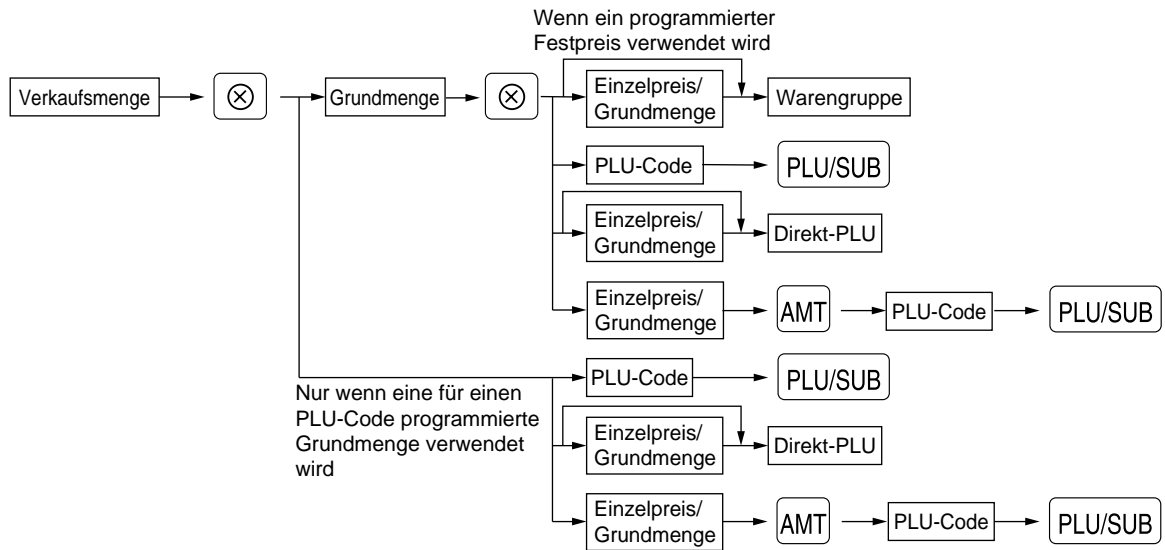 Wenn ein programmierter
Festpreis verwendet wird
Verkaufsmenge
⊗
Grundmenge
⊗
Einzelpreis/
Grundmenge
Warengruppe
PLU-Code
PLU/SUB
Einzelpreis/
Grundmenge
Direkt-PLU
Einzelpreis/
Grundmenge
AMT
PLU-Code
PLU/SUB
Nur wenn eine für einen
PLU-Code programmierte
Grundmenge verwendet
wird
PLU-Code
PLU/SUB
Einzelpreis/
Grundmenge
Direkt-PLU
Einzelpreis/
Grundmenge
AMT
PLU-Code
PLU/SUB